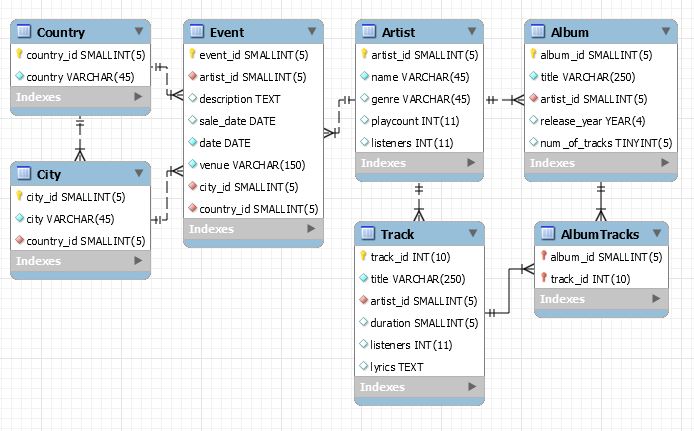 Country
country_id SMALLINT(5)
country VARCHAR(45)
Indexes
City
city_id SMALLINT(5)
city VARCHAR(45)
country_id SMALLINT(5)
Indexes
Event
event_id SMALLINT(5)
artist_id SMALLINT(5)
description TEXT
sale_date DATE
date DATE
venue VARCHAR(150)
city_id SMALLINT(5)
country_id SMALLINT(5)
Indexes
Artist
artist_id SMALLINT(5)
name VARCHAR(45)
genre VARCHAR(45)
playcount INT(11)
listeners INT(11)
Indexes
Track
track_id INT(10)
title VARCHAR(250)
artist_id SMALLINT(5)
duration SMALLINT(5)
listeners INT(11)
lyrics TEXT
Indexes
Album
album_id SMALLINT(5)
title VARCHAR(250)
artist_id SMALLINT(5)
release_year YEAR(4)
num_of_tracks TINYINT(5)
Indexes
AlbumTracks
album_id SMALLINT(5)
track_id INT(10)
Indexes